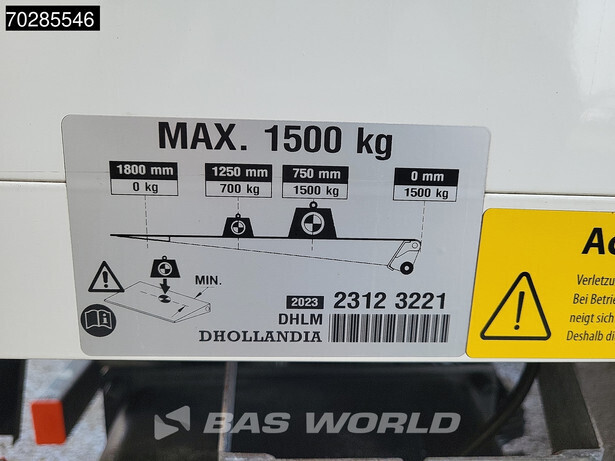 70285546
MAX. 1500 kg
1800 mm
0 kg
1250 mm
700 kg
750 mm
1500 kg
0 mm
1500 kg
MIN.
2023 2312 3221
DHLM
DHOLLANDIA
Ac
Verletzu
Bei Betrie
neigt sich
Deshalb di
BAS WORLD